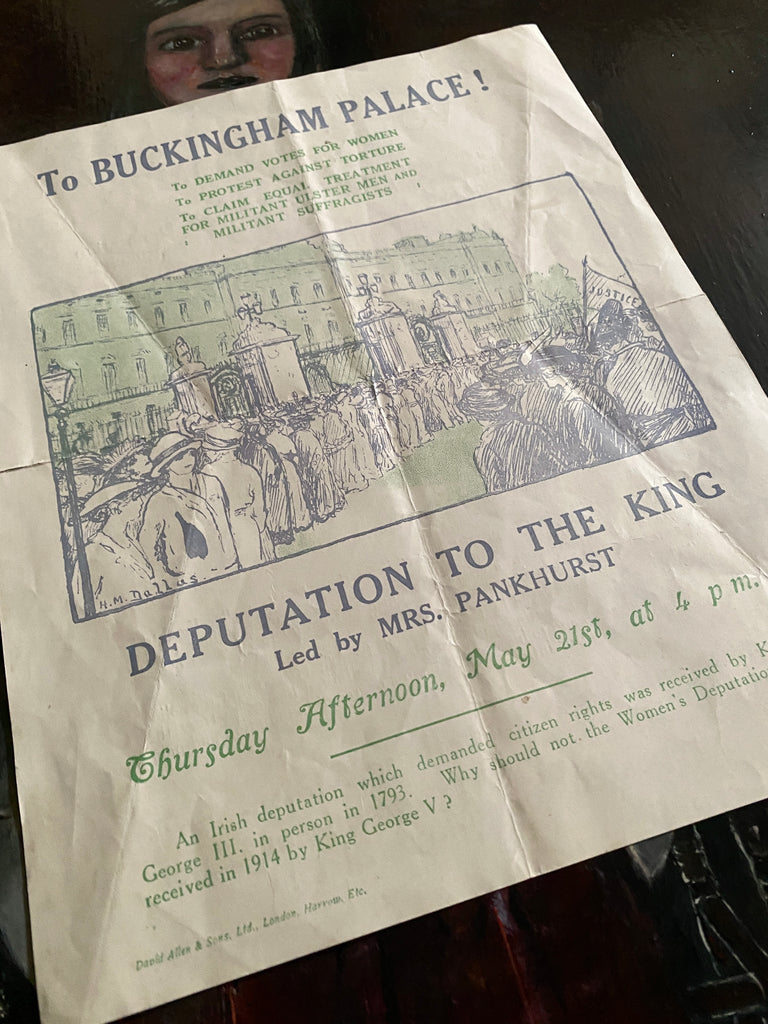 To BUCKINGHAM PALACE!
To DEMAND VOTES FOR WOMEN
To PROTEST AGAINST TORTURE
To CLAIM EQUAL TREATMENT
FOR MILITANT ULSTER MEN AND
: MILITANT SUFFRAGISTS :
JUSTICE
H.M. Dallas.
DEPUTATION TO THE KING
Led by MRS. PANKHURST
Thursday Afternoon, May 21st, at 4 p m.
An Irish deputation which demanded citizen rights was received by K
George III. in person in 1793. Why should not the Women's Deputatio
received in 1914 by King George V ?
David Allen & Sons, Ltd., London, Harrow, Etc.